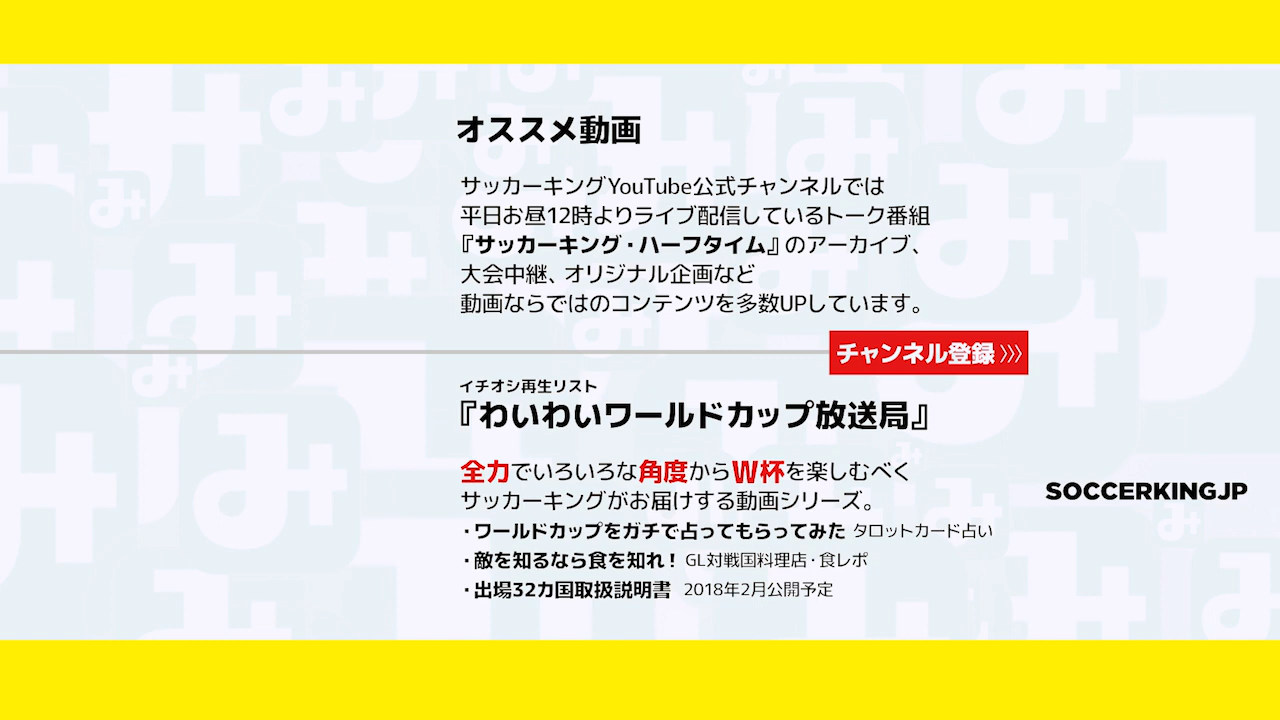 オススメ動画
サッカーキングYouTube公式チャンネルでは
平日お昼12時よりライブ配信しているトーク番組
『サッカーキング・ハーフタイム』のアーカイブ、
大会中継、オリジナル企画など
動画ならではのコンテンツを多数UPしています。
チャンネル登録 》〉
イチオシ再生リスト
『わいわいワールドカップ放送局』
全力でいろいろな角度からW杯を楽しむべく
サッカーキングがお届けする動画シリーズ。
・ワールドカップをガチで占ってもらってみた タロットカード占い
・敵を知るなら食を知れ! GL対戦国料理店・食レポ
・出場32カ国取扱説明書 2018年2月公開予定
SOCCERKINGJP